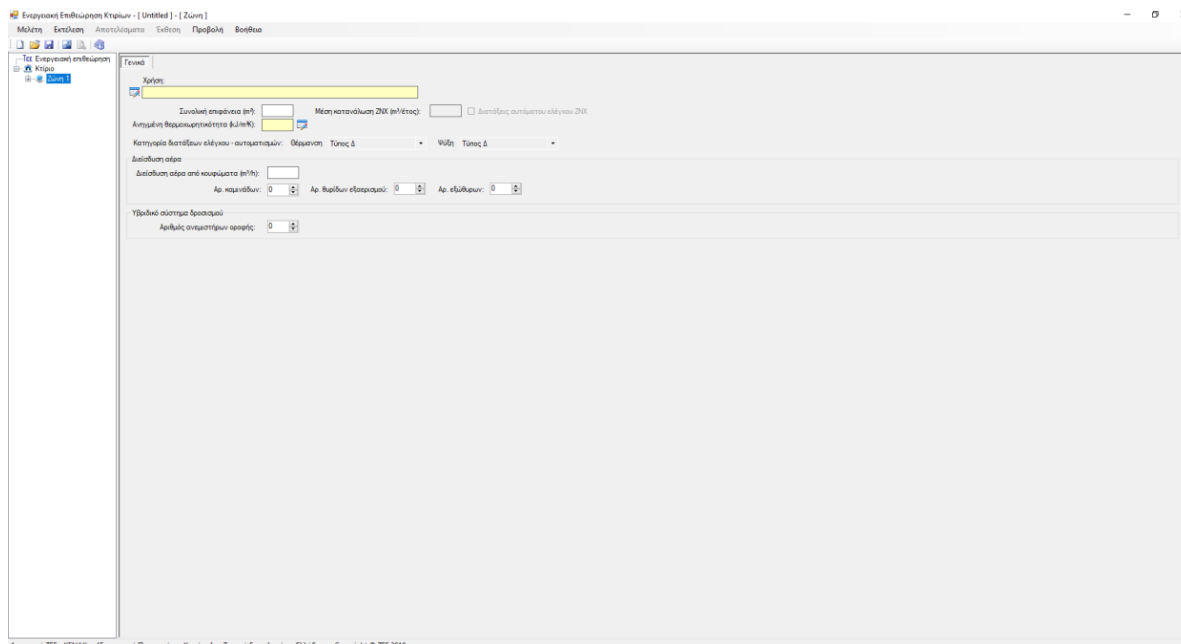 Ενεργειακή Επιθεώρηση Κτιρίων - [ Untitled ] - [ Ζώνη ]
Μελέτη Εκτέλεση Αποτελέσματα Έκθεση Προβολή Βοήθεια
Τεε Ενεργειακή επιθεώρηση
Κτίριο
Ζώνη 1
Γενικά
Χρήση:
Συνολική επιφάνεια (m²): Μέση κατανάλωση ΖΝΧ (m³/έτος): Διατάξεις αυτόματου ελέγχου ΖΝΧ
Ανηγμένη θερμοχωρητικότητα (kJ/m²K):
Κατηγορία διατάξεων ελέγχου - αυτοματισμών: Θέρμανση Τύπος Δ Ψύξη Τύπος Δ
Διείσδυση αέρα
Διείσδυση αέρα από κουφώματα (m³/h):
Αρ. καμινάδων: 0 Αρ. θυρίδων εξαερισμού: 0 Αρ. εξώθυρων: 0
Υβριδικό σύστημα δροσισμού
Αριθμός ανεμιστήρων οροφής: 0